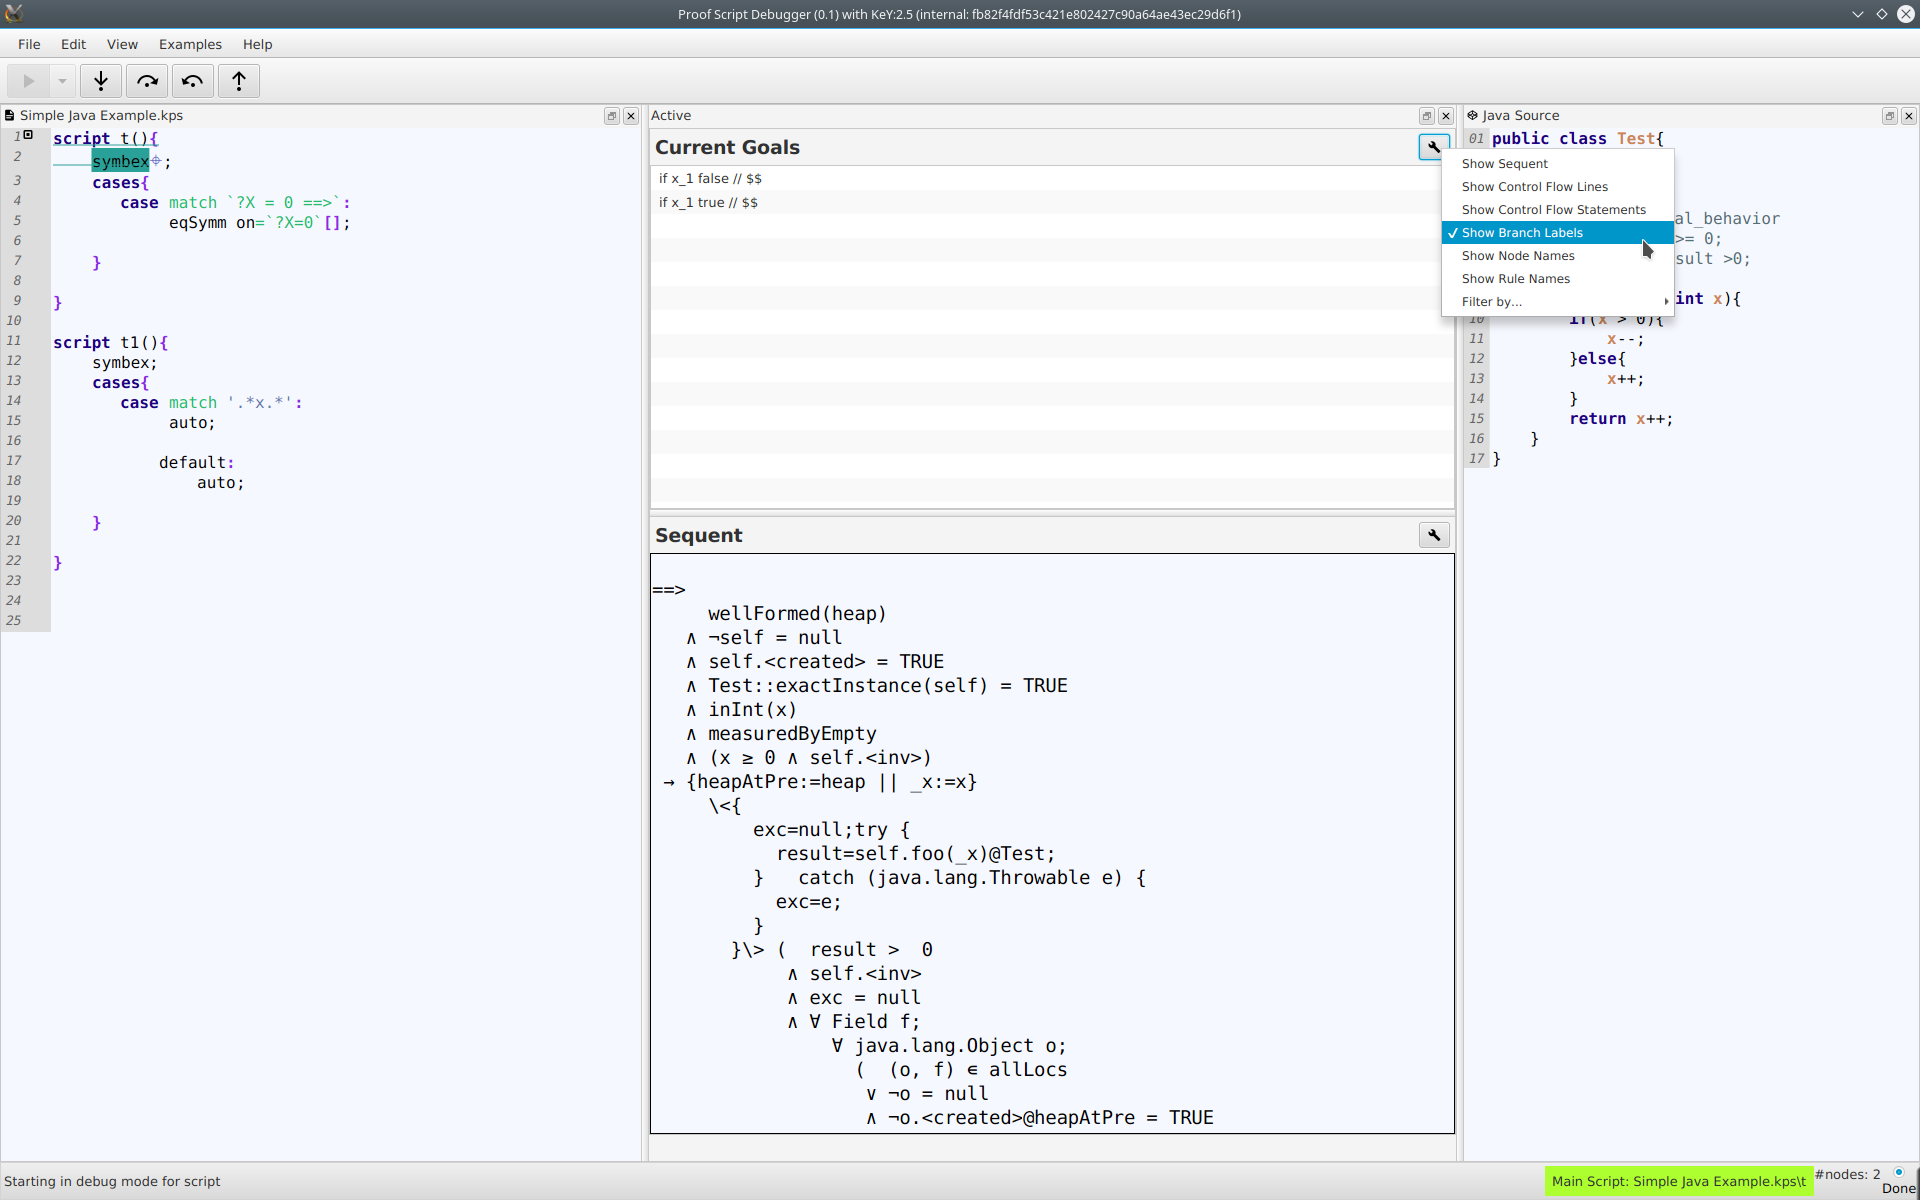 Proof Script Debugger (0.1) with KeY:2.5 (internal: fb82f4fdf53c421e802427c90a64ae43ec29d6f1)
File Edit View Examples Help
Simple Java Example.kps
1 script t(){
2 symbex ;
3 cases{
4 case match `?X = 0 ==>`:
5 eqSymm on=`?X=0`[];
6
7 }
8
9 }
10
11 script t1(){
12 symbex;
13 cases{
14 case match '.*x.*':
15 auto;
16
17 default:
18 auto;
19
20 }
21
22 }
23
24
25
Active
Current Goals
if x_1 false // $$
if x_1 true // $$
Sequent
==>
wellFormed(heap)
∧ ¬self = null
∧ self.<created> = TRUE
∧ Test::exactInstance(self) = TRUE
∧ inInt(x)
∧ measuredByEmpty
∧ (x ≥ 0 ∧ self.<inv>)
→ {heapAtPre:=heap || _x:=x}
\<{
exc=null;try {
result=self.foo(_x)@Test;
} catch (java.lang.Throwable e) {
exc=e;
}
}\> ( result > 0
∧ self.<inv>
∧ exc = null
∧ ∀ Field f;
∀ java.lang.Object o;
( (o, f) ∈ allLocs
∨ ¬o = null
∧ ¬o.<created>@heapAtPre = TRUE
Java Source
01 public class Test{
Show Sequent
Show Control Flow Lines
Show Control Flow Statements
✓ Show Branch Labels
Show Node Names
Show Rule Names
Filter by...
al_behavior
>= 0;
sult >0;
int x){
10 if(x > 0){
11 x--;
12 }else{
13 x++;
14 }
15 return x++;
16 }
17 }
Starting in debug mode for script
Main Script: Simple Java Example.kps\t
#nodes: 2
Done